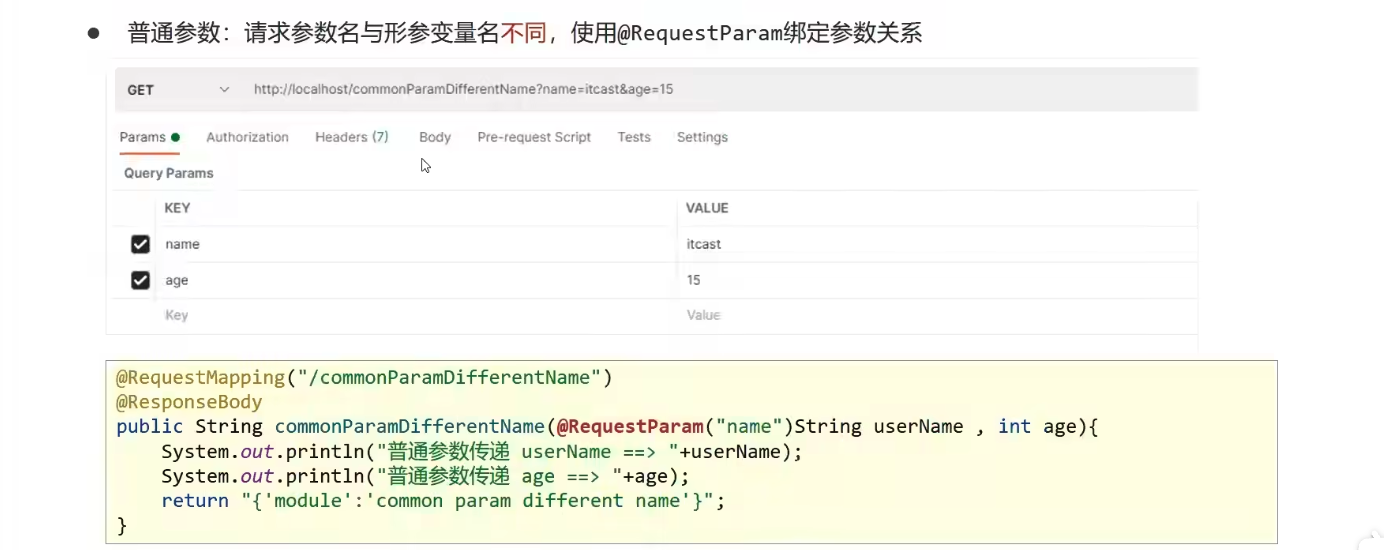 ● 普通参数：请求参数名与形参变量名不同，使用@RequestParam绑定参数关系
GET http://localhost/commonParamDifferentName?name=itcast&age=15
Params Authorization Headers (7) Body Pre-request Script Tests Settings
Query Params
KEY VALUE
name itcast
age 15
Key Value
@RequestMapping("/commonParamDifferentName")
@ResponseBody
public String commonParamDifferentName(@RequestParam("name")String userName , int age){
    System.out.println("普通参数传递 userName ==> "+userName);
    System.out.println("普通参数传递 age ==> "+age);
    return "{'module':'common param different name'}";
}